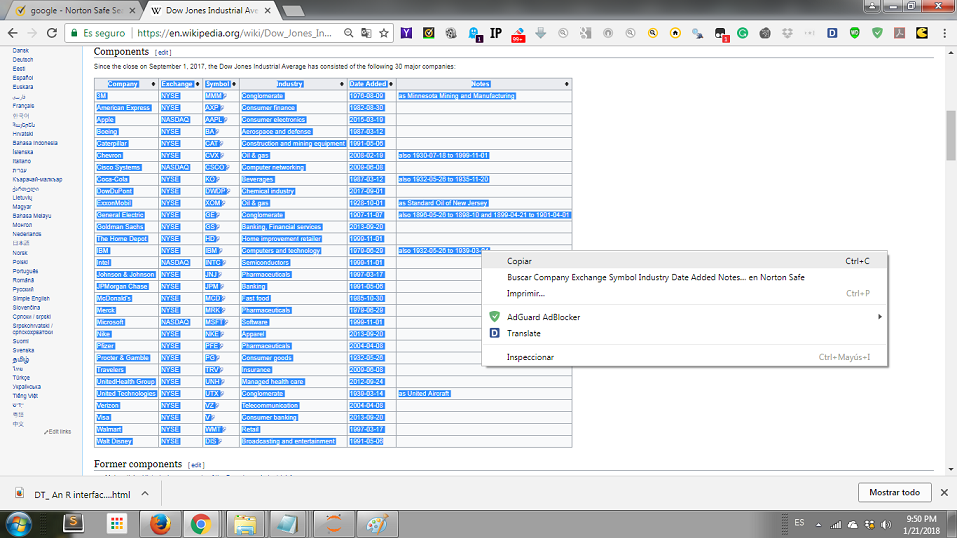 google - Norton Safe Se
Dow Jones Industrial Ave
Es seguro
https://en.wikipedia.org/wiki/Dow_Jones_In...
Dansk
Deutsch
Eesti
Español
Euskara
فارسی
Français
한국어
Հայերեն
Hrvatski
Bahasa Indonesia
Íslenska
Italiano
עברית
Къарачай-малкъар
ქართული
Lietuvių
Magyar
Bahasa Melayu
Монгол
Nederlands
日本語
Norsk
Polski
Português
Română
Русский
Simple English
Slovenčina
Српски / srpski
Srpskohrvatski /
српскохрватски
Suomi
Svenska
தமிழ்
ไทย
Türkçe
Українська
Tiếng Việt
粵語
中文
Edit links
Components [edit]
Since the close on September 1, 2017, the Dow Jones Industrial Average has consisted of the following 30 major companies:
Company Exchange Symbol Industry Date Added Notes
3M NYSE MMM Conglomerate 1976-08-09 as Minnesota Mining and Manufacturing
American Express NYSE AXP Consumer finance 1982-08-30
Apple NASDAQ AAPL Consumer electronics 2015-03-19
Boeing NYSE BA Aerospace and defense 1987-03-12
Caterpillar NYSE CAT Construction and mining equipment 1991-05-06
Chevron NYSE CVX Oil & gas 2008-02-19 also 1930-07-18 to 1999-11-01
Cisco Systems NASDAQ CSCO Computer networking 2009-06-08
Coca-Cola NYSE KO Beverages 1987-03-12 also 1932-05-26 to 1935-11-20
DowDuPont NYSE DWDP Chemical industry 2017-09-01
ExxonMobil NYSE XOM Oil & gas 1928-10-01 as Standard Oil of New Jersey
General Electric NYSE GE Conglomerate 1907-11-07 also 1896-05-26 to 1898-10 and 1899-04-21 to 1901-04-01
Goldman Sachs NYSE GS Banking, Financial services 2013-09-20
The Home Depot NYSE HD Home improvement retailer 1999-11-01
IBM NYSE IBM Computers and technology 1979-06-29 also 1932-05-26 to 1939-03-04
Intel NASDAQ INTC Semiconductors 1999-11-01
Johnson & Johnson NYSE JNJ Pharmaceuticals 1997-03-17
JPMorgan Chase NYSE JPM Banking 1991-05-06
McDonald's NYSE MCD Fast food 1985-10-30
Merck NYSE MRK Pharmaceuticals 1979-06-29
Microsoft NASDAQ MSFT Software 1999-11-01
Nike NYSE NKE Apparel 2013-09-20
Pfizer NYSE PFE Pharmaceuticals 2004-04-08
Procter & Gamble NYSE PG Consumer goods 1932-05-26
Travelers NYSE TRV Insurance 2009-06-08
UnitedHealth Group NYSE UNH Managed health care 2012-09-24
United Technologies NYSE UTX Conglomerate 1939-03-14 as United Aircraft
Verizon NYSE VZ Telecommunication 2004-04-08
Visa NYSE V Consumer banking 2013-09-20
Walmart NYSE WMT Retail 1997-03-17
Walt Disney NYSE DIS Broadcasting and entertainment 1991-05-06
Former components [edit]
Copiar Ctrl+C
Buscar Company Exchange Symbol Industry Date Added Notes... en Norton Safe
Imprimir... Ctrl+P
AdGuard AdBlocker
Translate
Inspeccionar Ctrl+Mayús+I
DT_ An R interfac....html
Mostrar todo
ES
9:50 PM
1/21/2018